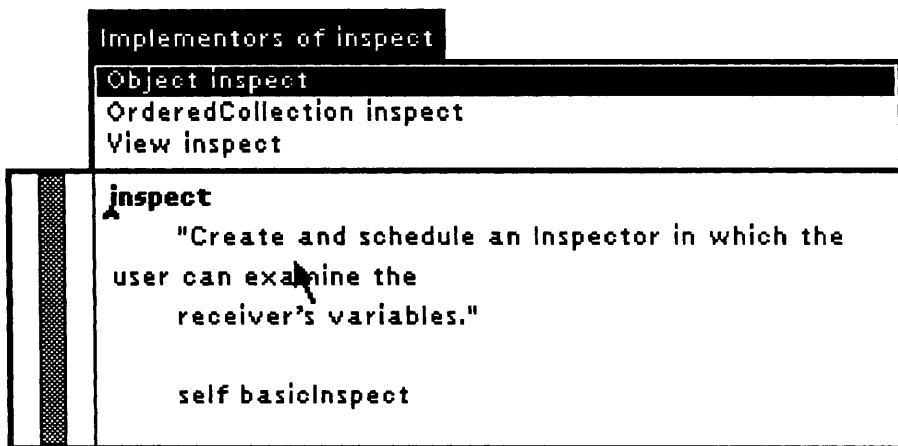 Implementors of inspect
Object inspect
OrderedCollection inspect
View inspect
inspect
"Create and schedule an Inspector in which the
user can examine the
receiver's variables."
self basicInspect